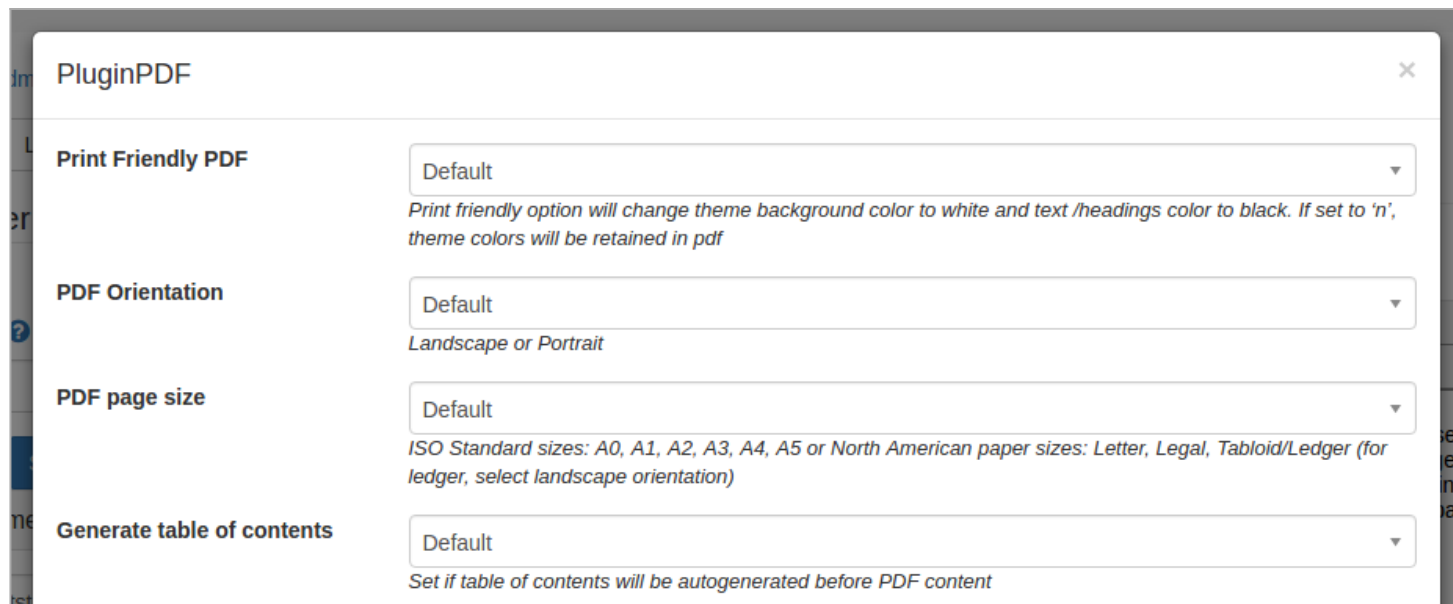 PluginPDF
×
Print Friendly PDF
Default
Print friendly option will change theme background color to white and text /headings color to black. If set to ‘n’,
theme colors will be retained in pdf
PDF Orientation
Default
Landscape or Portrait
PDF page size
Default
ISO Standard sizes: A0, A1, A2, A3, A4, A5 or North American paper sizes: Letter, Legal, Tabloid/Ledger (for
ledger, select landscape orientation)
Generate table of contents
Default
Set if table of contents will be autogenerated before PDF content